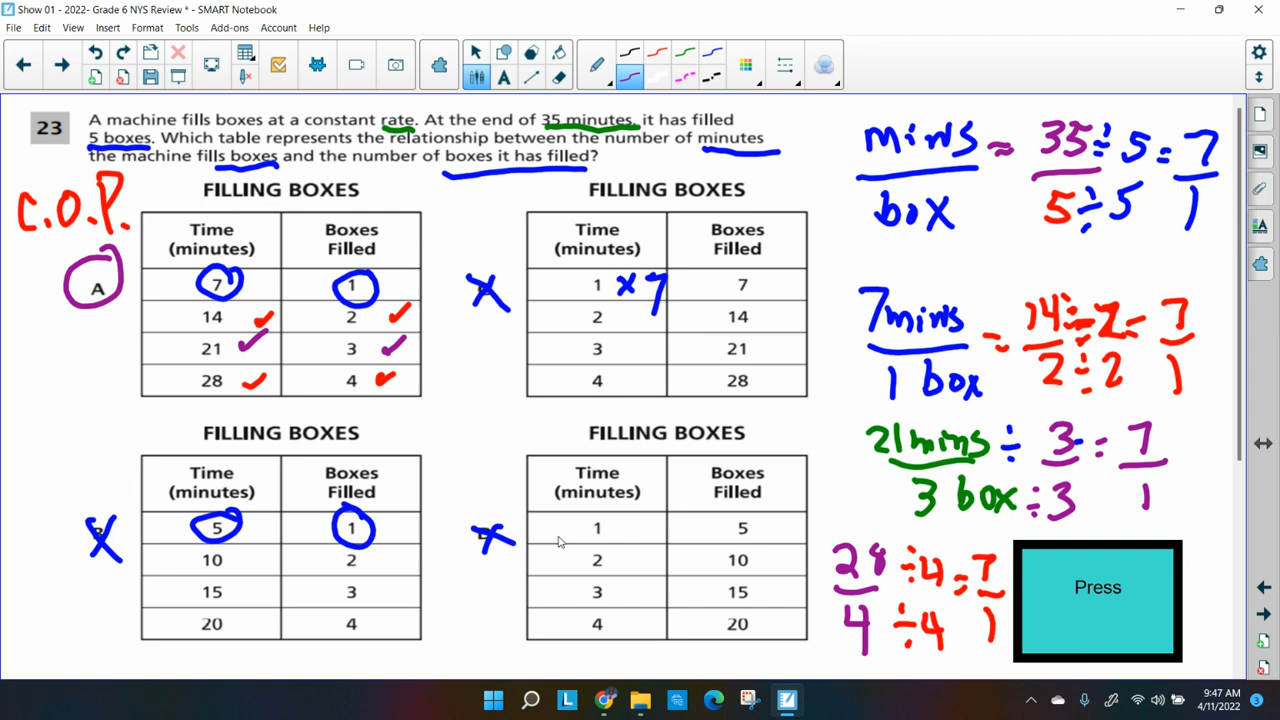 Show 01 - 2022- Grade 6 NYS Review * - SMART Notebook
File Edit View Insert Format Tools Add-ons Account Help
23
A machine fills boxes at a constant rate. At the end of 35 minutes, it has filled
5 boxes. Which table represents the relationship between the number of minutes
the machine fills boxes and the number of boxes it has filled?
mins/box = 35÷5/5÷5 = 7/1
C.O.P.
FILLING BOXES
Time (minutes) Boxes Filled
A
7 1
14 2
21 3
28 4
FILLING BOXES
Time (minutes) Boxes Filled
1 x7 7
2 14
3 21
4 28
7mins/1 box = 14÷2/2÷2 = 7/1
21mins/3 box ÷ 3/÷3 = 7/1
FILLING BOXES
Time (minutes) Boxes Filled
5 1
10 2
15 3
20 4
FILLING BOXES
Time (minutes) Boxes Filled
1 5
2 10
3 15
4 20
28/4 ÷4/÷4 = 7/1
Press
9:47 AM
4/11/2022
3